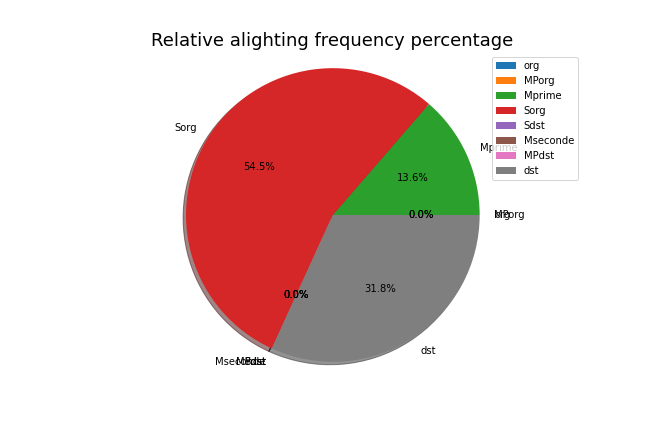 Relative alighting frequency percentage
org
MPorg
Mprime
Sorg
Sdst
Mseconde
MPdst
dst
Sorg
54.5%
Mprime
13.6%
0.0%
MPorg
0.0%
31.8%
dst